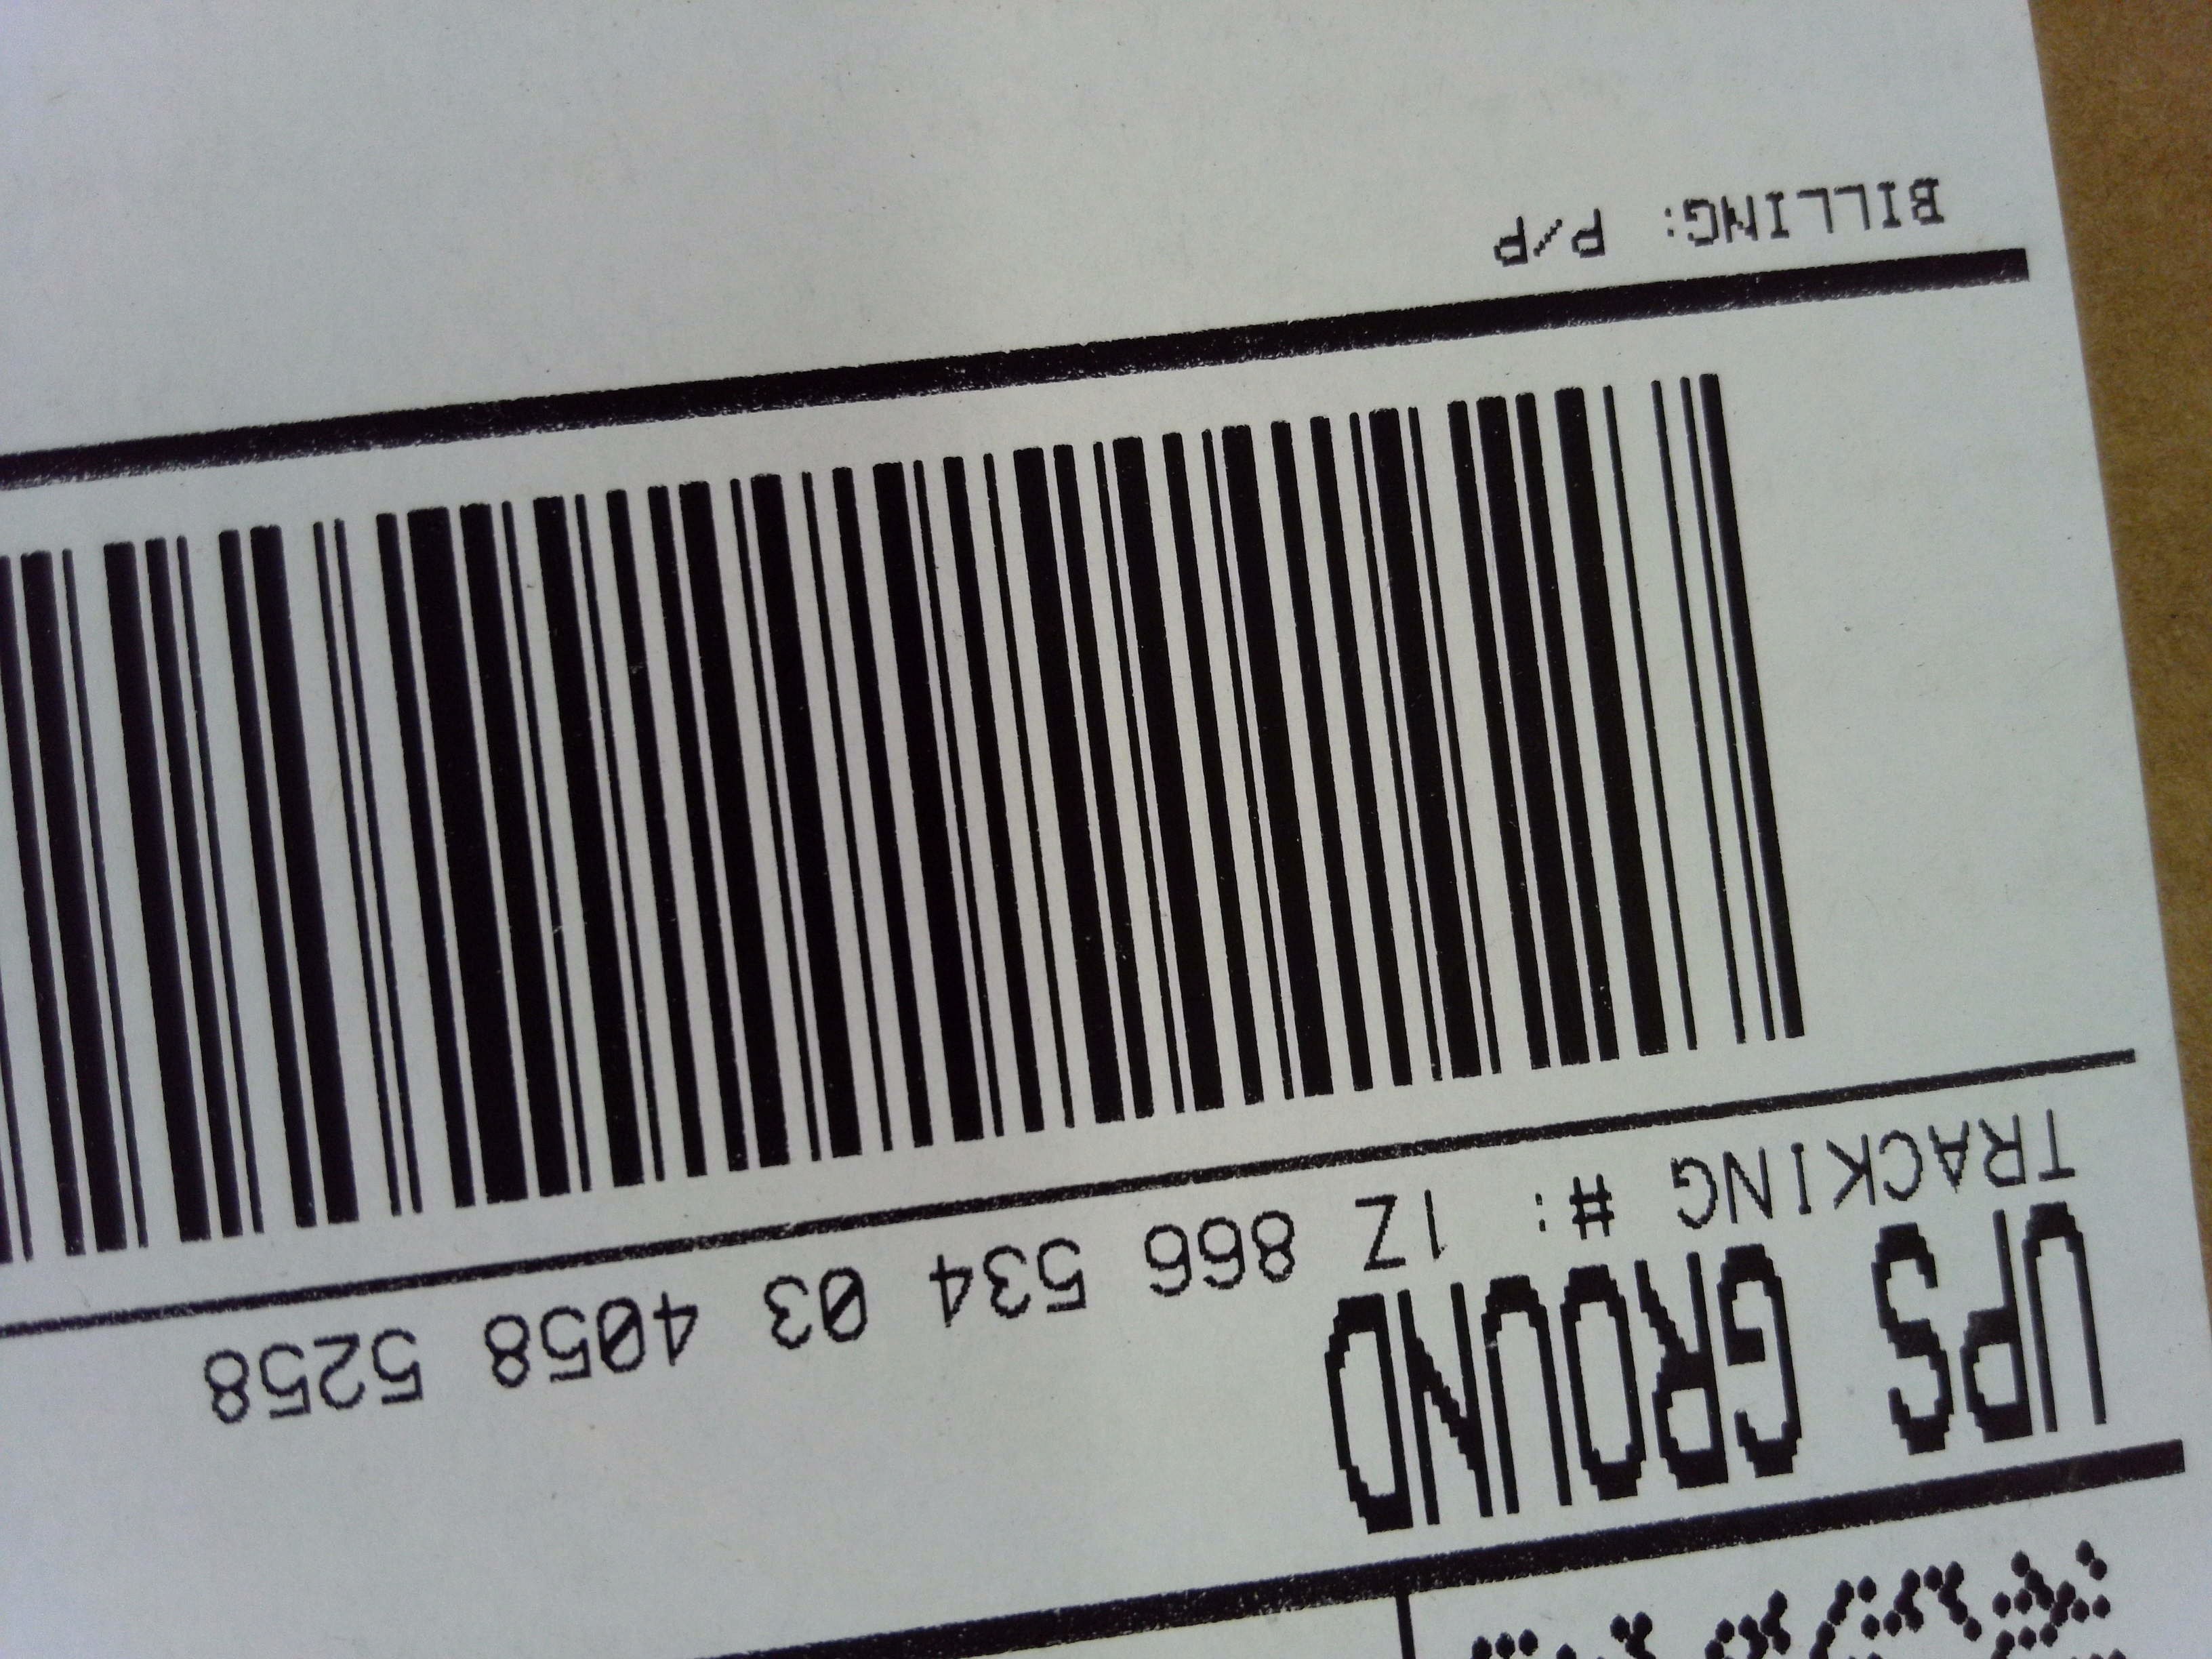 UPS GROUND
TRACKING #: 1Z 866 534 03 4058 5258
BILLING: P/P